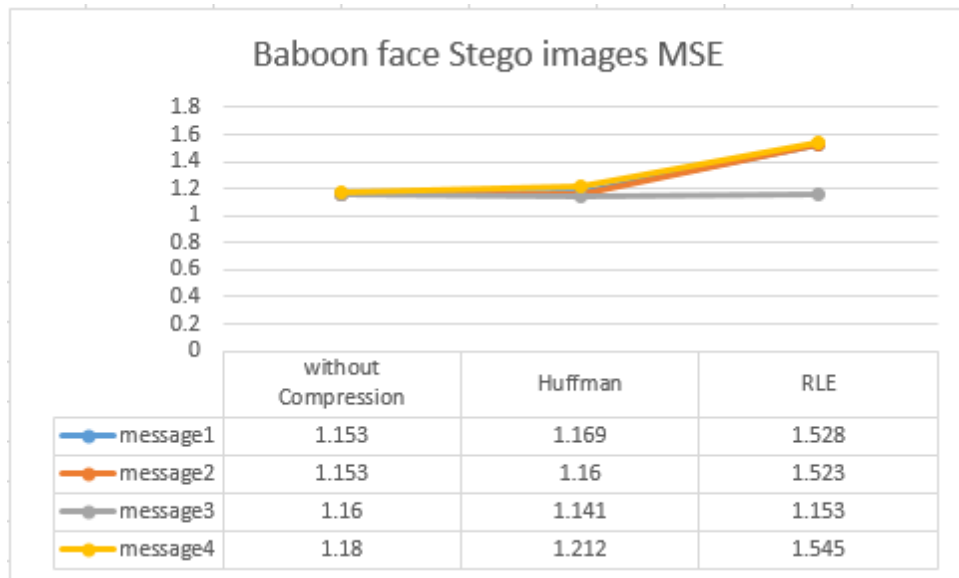 Baboon face Stego images MSE
1.8
1.6
1.4
1.2
1
0.8
0.6
0.4
0.2
0
without
Compression Huffman RLE
message1 1.153 1.169 1.528
message2 1.153 1.16 1.523
message3 1.16 1.141 1.153
message4 1.18 1.212 1.545